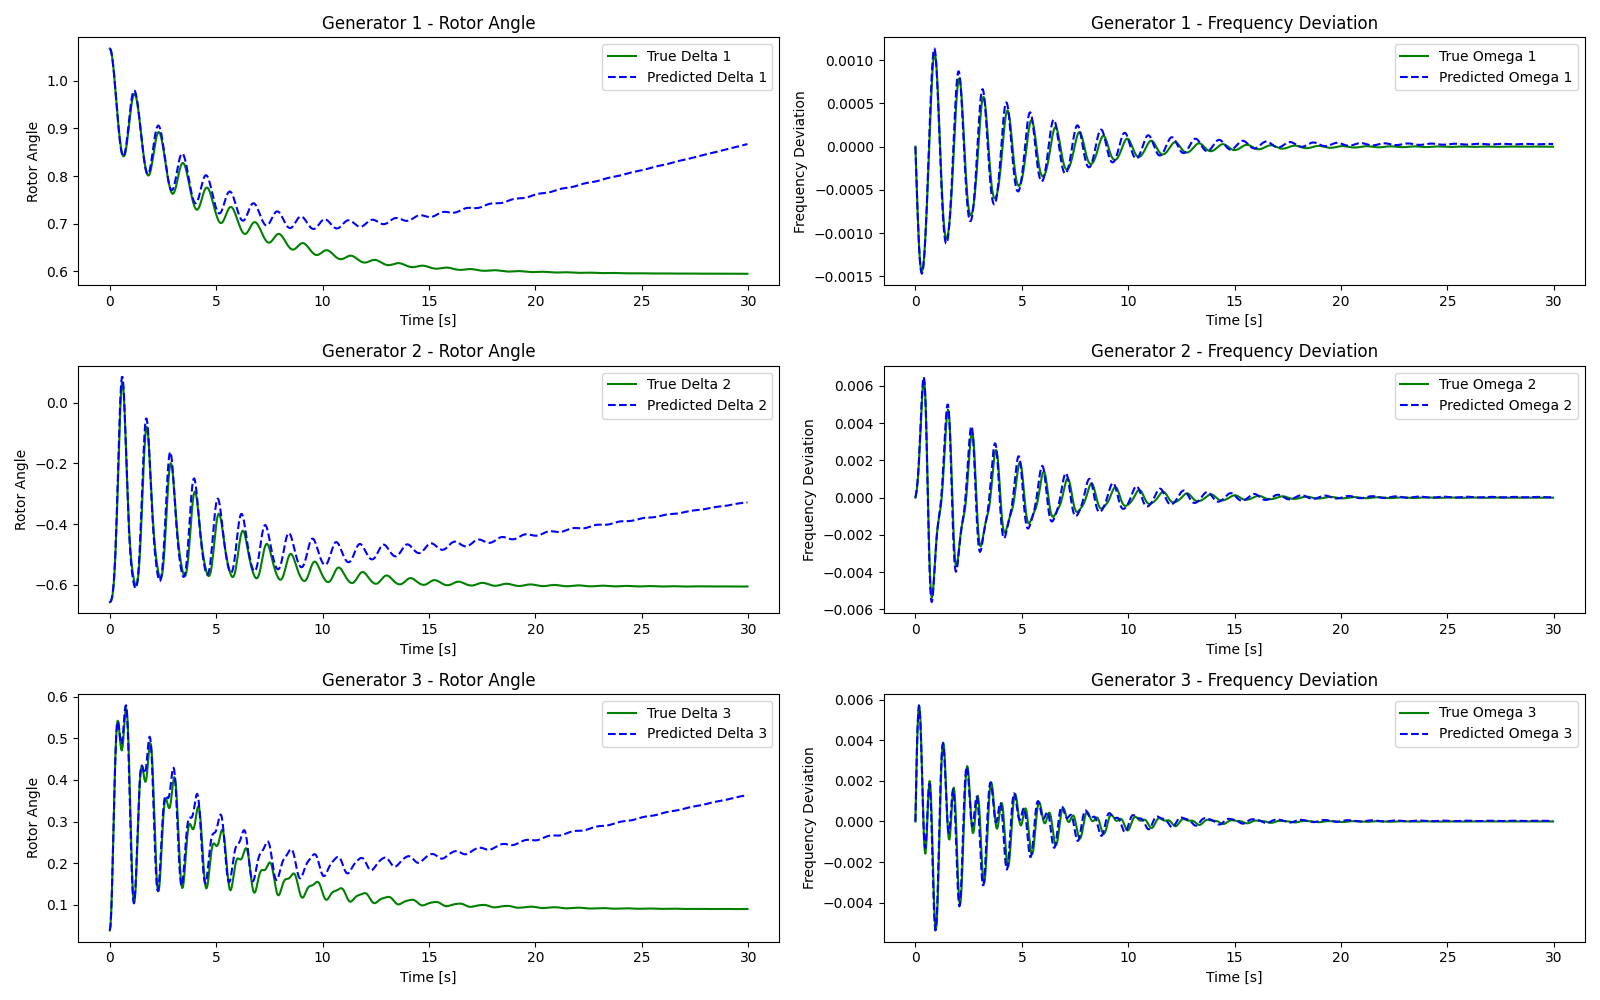 Generator 1 - Rotor Angle
True Delta 1
Predicted Delta 1
Rotor Angle
1.0
0.9
0.8
0.7
0.6
0
5
10
15
20
25
30
Time [s]
Generator 1 - Frequency Deviation
True Omega 1
Predicted Omega 1
Frequency Deviation
0.0010
0.0005
0.0000
−0.0005
−0.0010
−0.0015
0
5
10
15
20
25
30
Time [s]
Generator 2 - Rotor Angle
True Delta 2
Predicted Delta 2
Rotor Angle
0.0
−0.2
−0.4
−0.6
0
5
10
15
20
25
30
Time [s]
Generator 2 - Frequency Deviation
True Omega 2
Predicted Omega 2
Frequency Deviation
0.006
0.004
0.002
0.000
−0.002
−0.004
−0.006
0
5
10
15
20
25
30
Time [s]
Generator 3 - Rotor Angle
True Delta 3
Predicted Delta 3
Rotor Angle
0.6
0.5
0.4
0.3
0.2
0.1
0
5
10
15
20
25
30
Time [s]
Generator 3 - Frequency Deviation
True Omega 3
Predicted Omega 3
Frequency Deviation
0.006
0.004
0.002
0.000
−0.002
−0.004
0
5
10
15
20
25
30
Time [s]